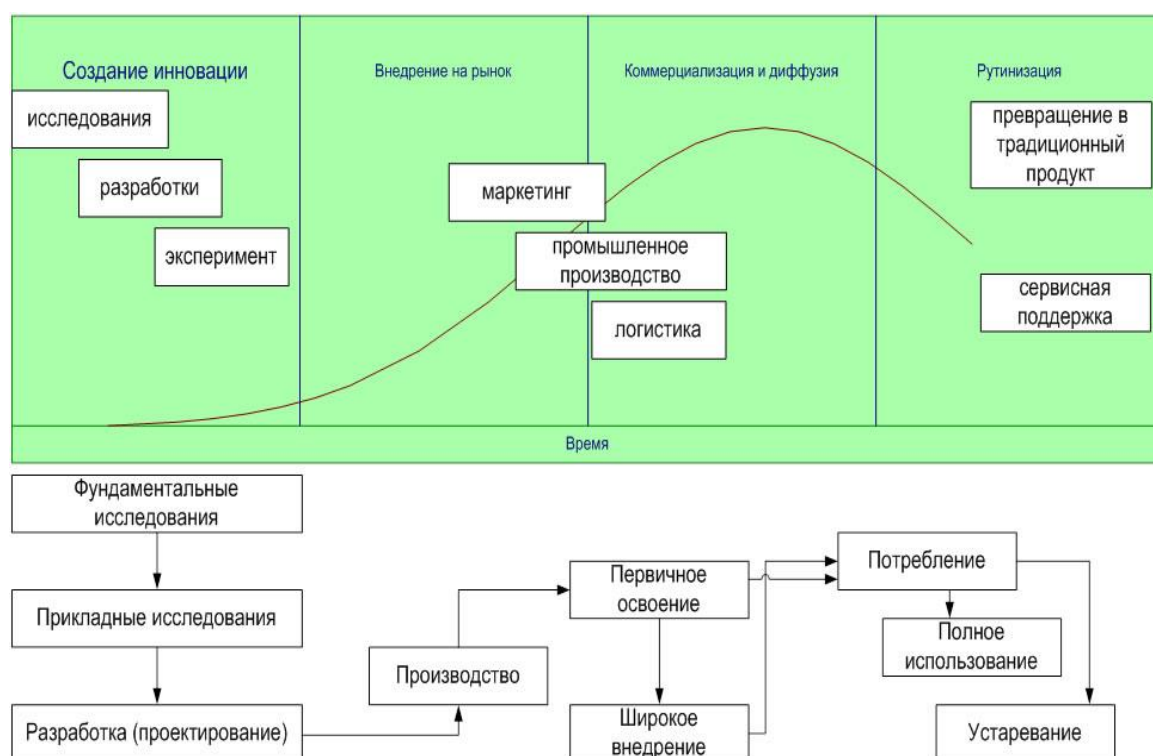 Создание инновации
Внедрение на рынок
Коммерциализация и диффузия
Рутинизация
исследования
разработки
эксперимент
маркетинг
промышленное
производство
логистика
превращение в
традиционный
продукт
сервисная
поддержка
Время
Фундаментальные
исследования
Прикладные исследования
Разработка (проектирование)
Производство
Первичное
освоение
Широкое
внедрение
Потребление
Полное
использование
Устаревание